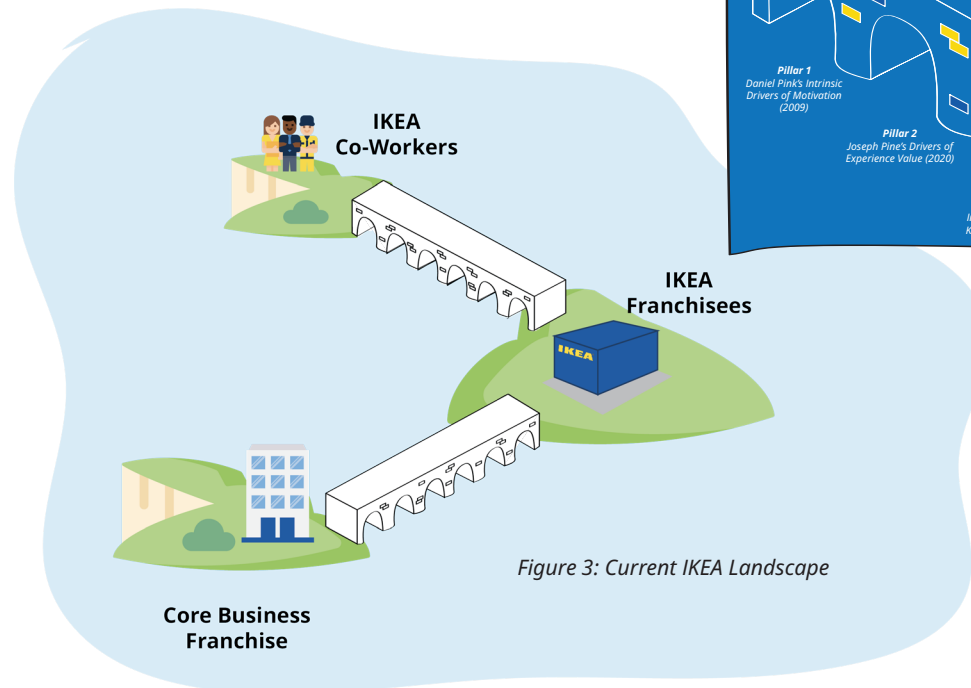 Pillar 1
Daniel Pink's Intrinsic
Drivers of Motivation
(2009)
Pillar 2
Joseph Pine's Drivers of
Experience Value (2020)
IKEA
Co-Workers
IKEA
Franchisees
IKEA
Core Business
Franchise
Figure 3: Current IKEA Landscape